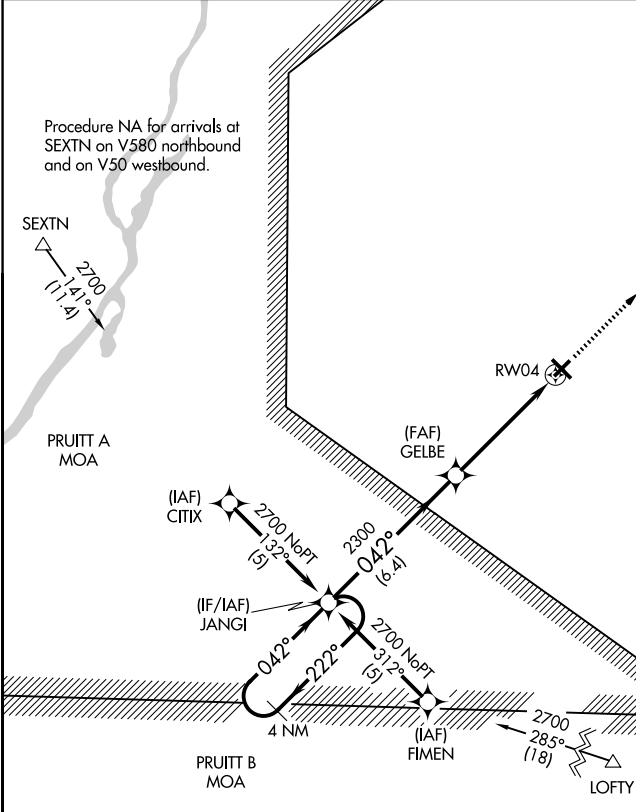 Procedure NA for arrivals at
SEXTN on V580 northbound
and on V50 westbound.
SEXTN
2700
141°
(11.4)
RW04
PRUITT A
MOA
(FAF)
GELBE
(IAF)
CITIX
2700 NoPT
132°
(5)
2300
042°
(6.4)
(IF/IAF)
JANGI
042°
222°
2700 NoPT
312°
(5)
4 NM
(IAF)
FIMEN
2700
285°
(18)
LOFTY
PRUITT B
MOA